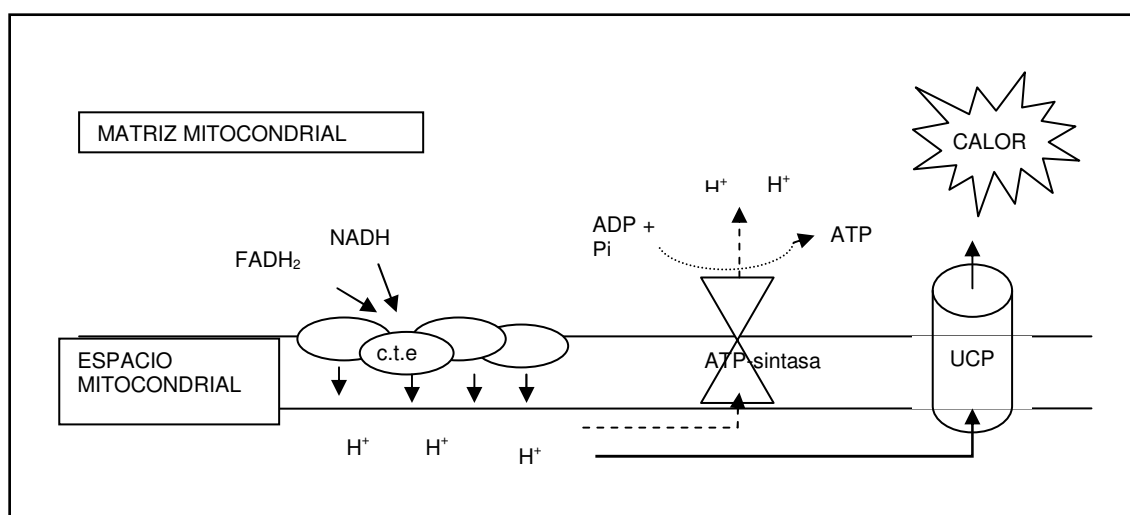 MATRIZ MITOCONDRIAL
CALOR
H⁺ H⁺
ADP +
Pi
ATP
NADH
FADH₂
c.t.e
ESPACIO
MITOCONDRIAL
ATP-sintasa
UCP
H⁺ H⁺ H⁺